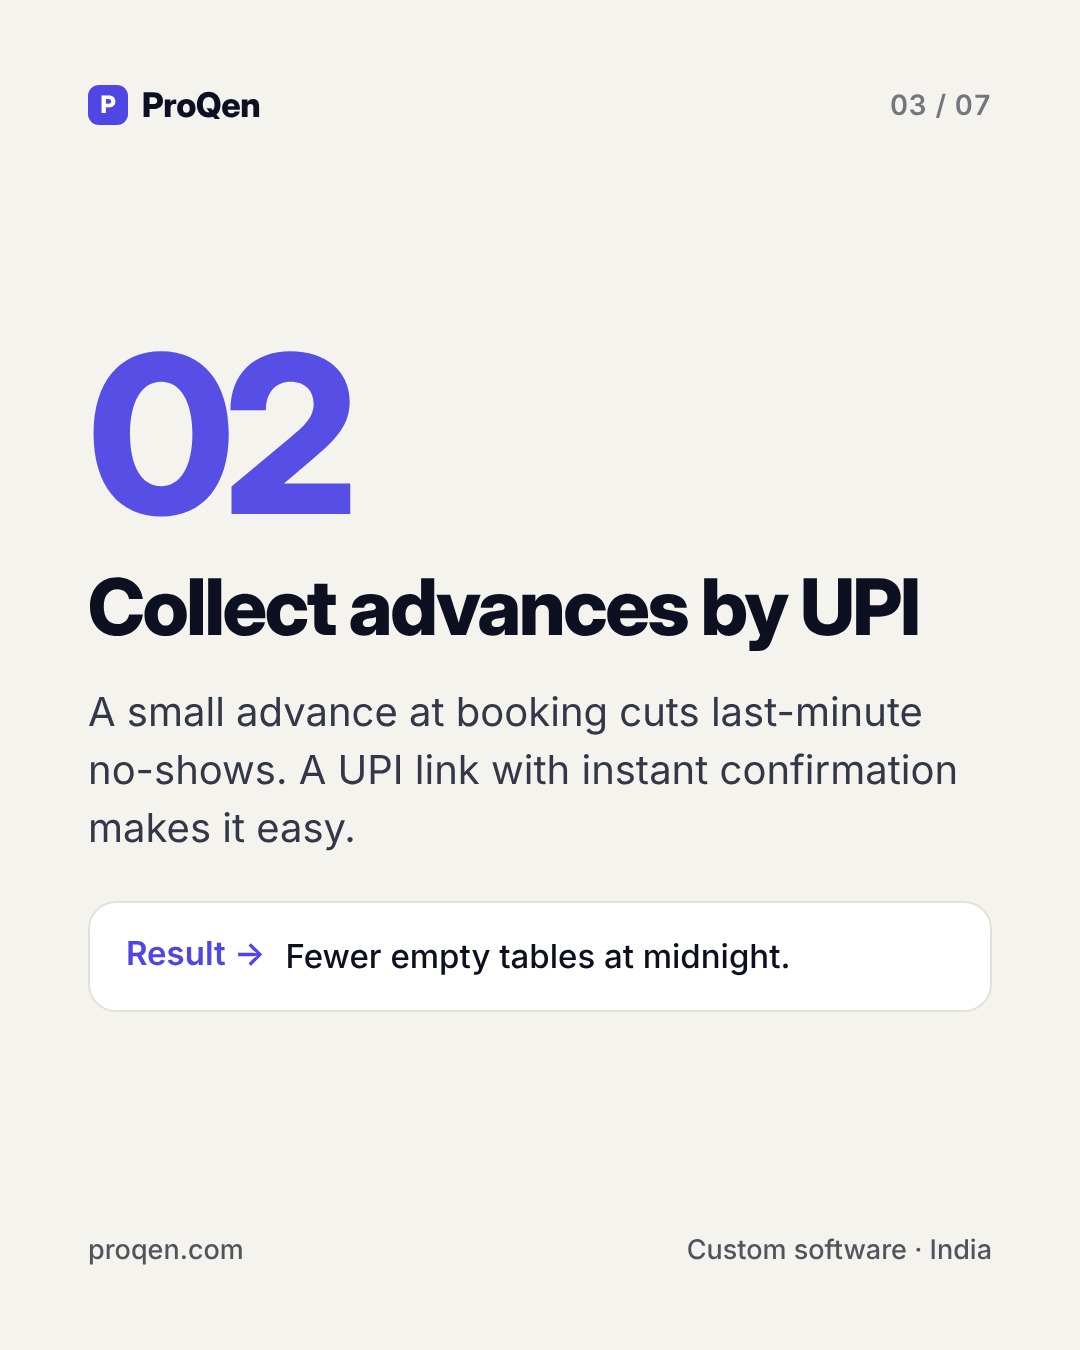 P ProQen
03 / 07
02
Collect advances by UPI
A small advance at booking cuts last-minute
no-shows. A UPI link with instant confirmation
makes it easy.
Result → Fewer empty tables at midnight.
proqen.com
Custom software · India